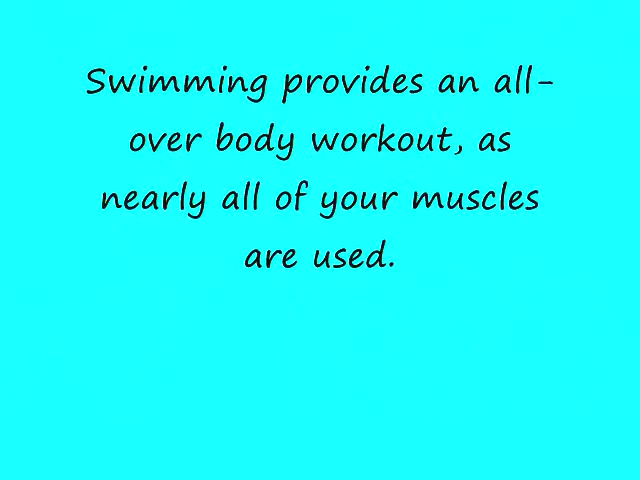 Swimming provides an all-
over body workout, as
nearly all of your muscles
are used.